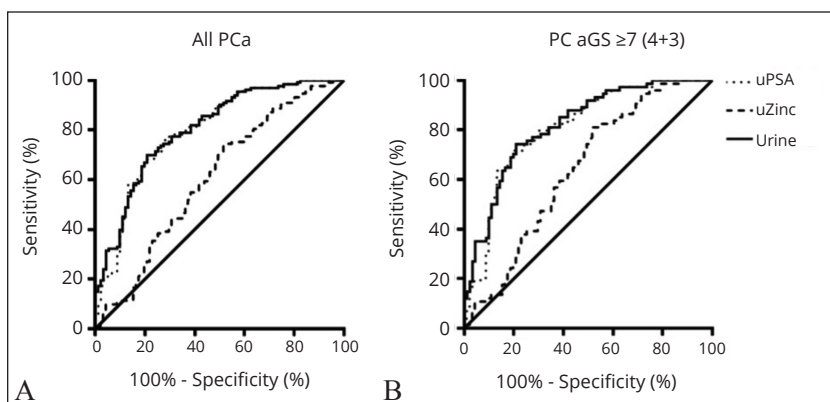 All PCa
100
80
60
40
20
0
Sensitivity (%)
0 20 40 60 80 100
100% - Specificity (%)
A
PC aGS ≥7 (4+3)
100
80
60
40
20
0
Sensitivity (%)
0 20 40 60 80 100
100% - Specificity (%)
B
uPSA
uZinc
Urine